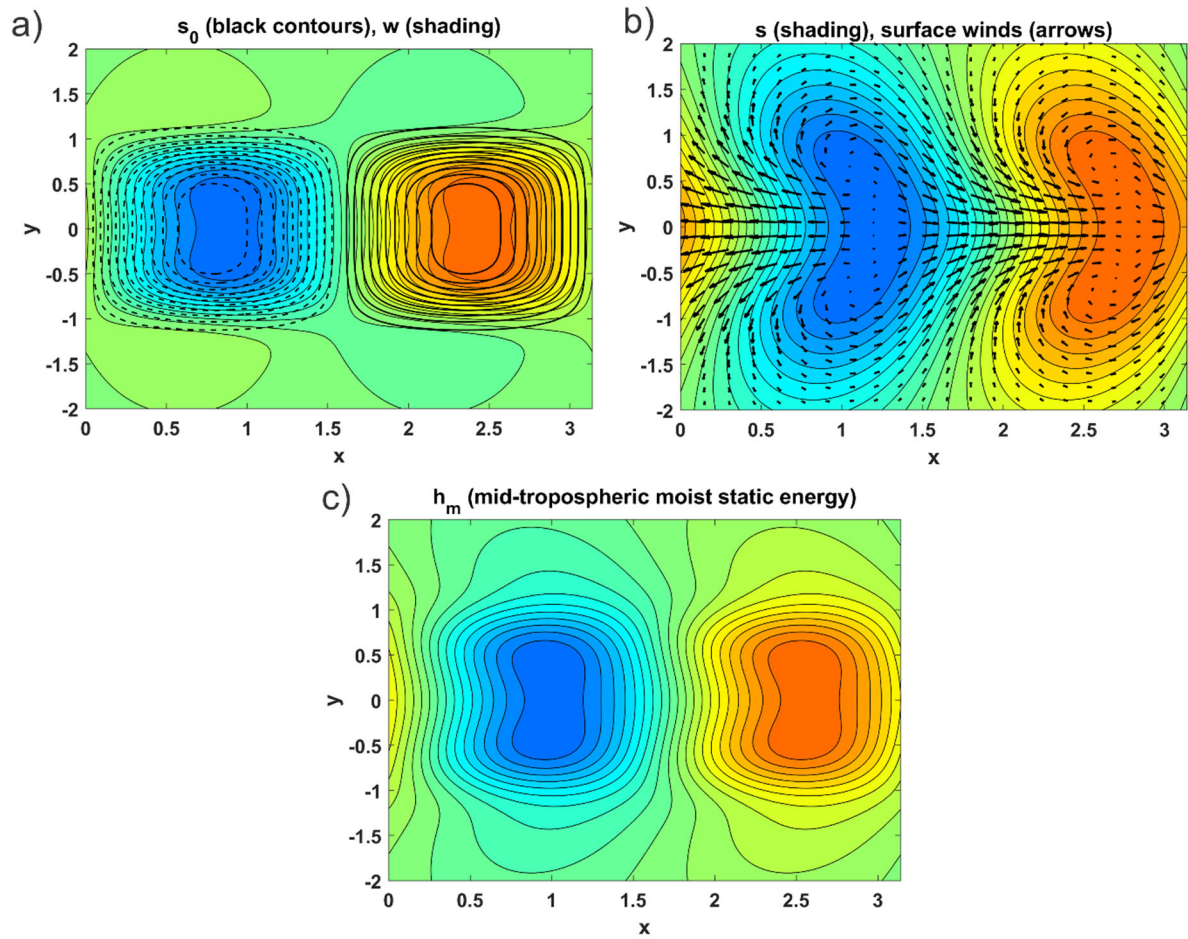 a)
s0 (black contours), w (shading)
2
1.5
1
0.5
0
-0.5
-1
-1.5
-2
y
0 0.5 1 1.5 2 2.5 3
x
b)
s (shading), surface winds (arrows)
2
1.5
1
0.5
0
-0.5
-1
-1.5
-2
y
0 0.5 1 1.5 2 2.5 3
x
c)
hm (mid-tropospheric moist static energy)
2
1.5
1
0.5
0
-0.5
-1
-1.5
-2
y
0 0.5 1 1.5 2 2.5 3
x